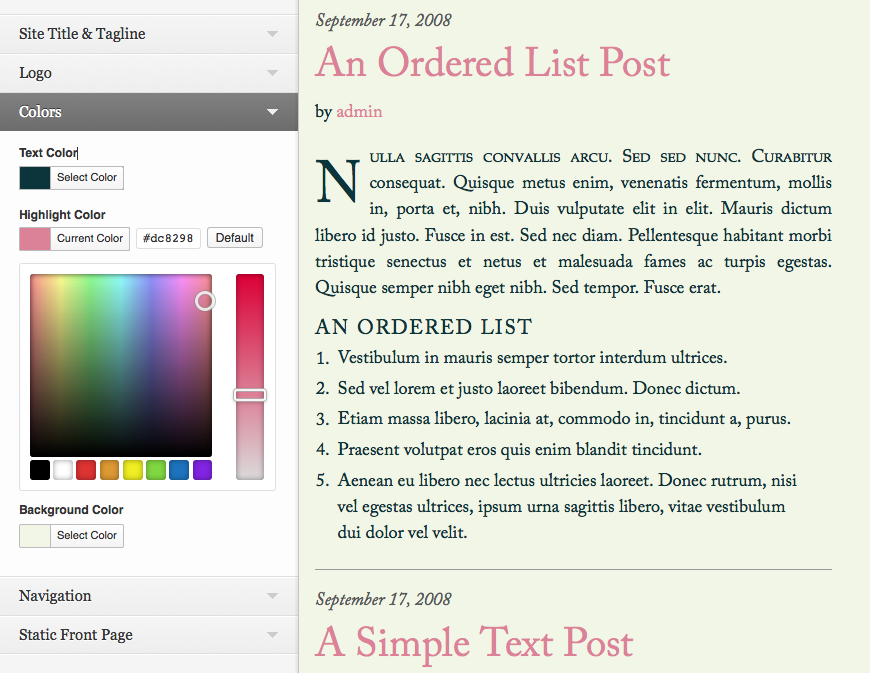 Site Title & Tagline
Logo
Colors
Text Color
Select Color
Highlight Color
Current Color
#dc8298
Default
Background Color
Select Color
Navigation
Static Front Page
September 17, 2008
An Ordered List Post
by admin
Nulla sagittis convallis arcu. Sed sed nunc. Curabitur
consequat. Quisque metus enim, venenatis fermentum, mollis
in, porta et, nibh. Duis vulputate elit in elit. Mauris dictum
libero id justo. Fusce in est. Sed nec diam. Pellentesque habitant morbi
tristique senectus et netus et malesuada fames ac turpis egestas.
Quisque semper nibh eget nibh. Sed tempor. Fusce erat.
AN ORDERED LIST
1. Vestibulum in mauris semper tortor interdum ultrices.
2. Sed vel lorem et justo laoreet bibendum. Donec dictum.
3. Etiam massa libero, lacinia at, commodo in, tincidunt a, purus.
4. Praesent volutpat eros quis enim blandit tincidunt.
5. Aenean eu libero nec lectus ultricies laoreet. Donec rutrum, nisi
vel egestas ultrices, ipsum urna sagittis libero, vitae vestibulum
dui dolor vel velit.
September 17, 2008
A Simple Text Post